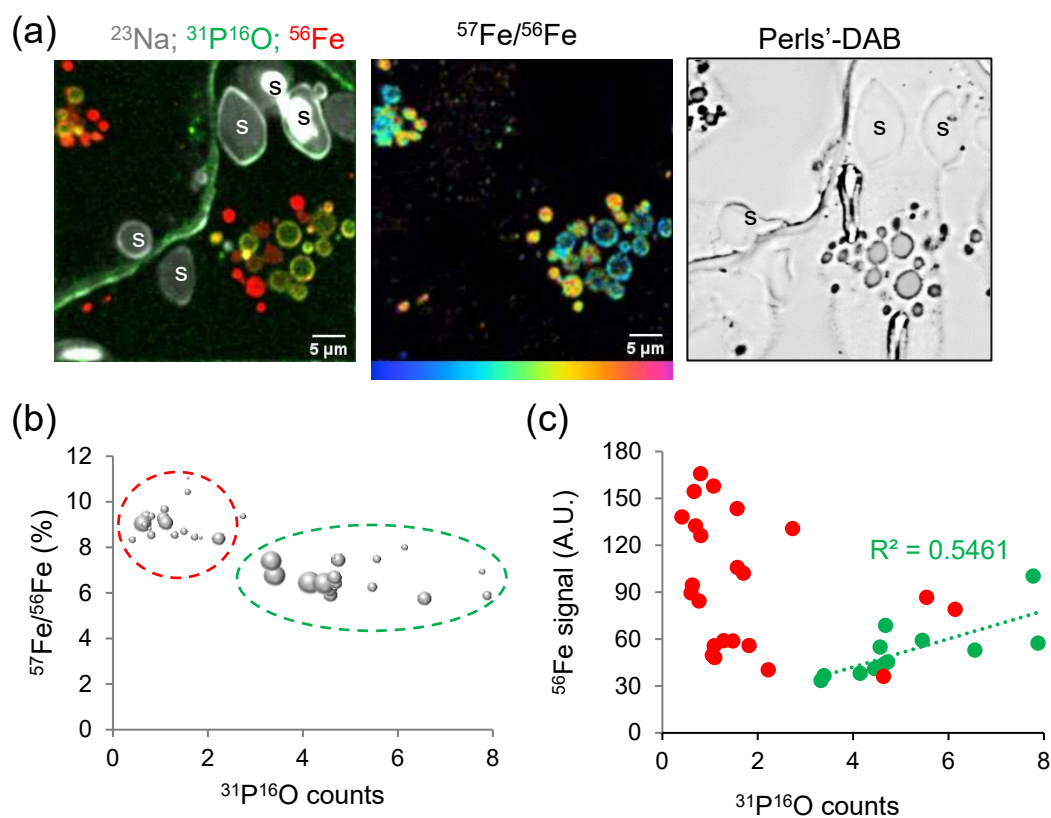 (a)
²³Na; ³¹P¹⁶O; ⁵⁶Fe
⁵⁷Fe/⁵⁶Fe
Perls'-DAB
s
s
s
s
s
5 µm
5 µm
s
s
s
(b)
⁵⁷Fe/⁵⁶Fe (%)
12
10
8
6
4
2
0
0 2 4 6 8
³¹P¹⁶O counts
(c)
⁵⁶Fe signal (A.U.)
180
150
120
90
60
30
0
R² = 0.5461
0 2 4 6 8
³¹P¹⁶O counts